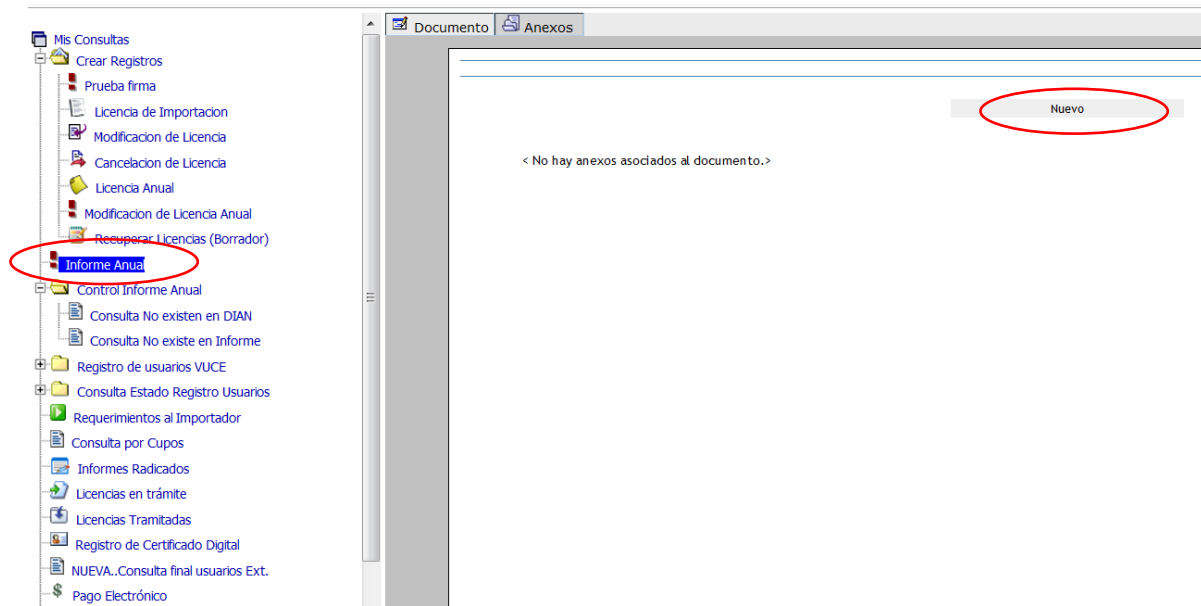 Mis Consultas
Crear Registros
Prueba firma
Licencia de Importacion
Modificacion de Licencia
Cancelacion de Licencia
Licencia Anual
Modificacion de Licencia Anual
Recuperar Licencias (Borrador)
Informe Anual
Control Informe Anual
Consulta No existen en DIAN
Consulta No existe en Informe
Registro de usuarios VUCE
Consulta Estado Registro Usuarios
Requerimientos al Importador
Consulta por Cupos
Informes Radicados
Licencias en trámite
Licencias Tramitadas
Registro de Certificado Digital
NUEVA..Consulta final usuarios Ext.
Pago Electrónico
Documento Anexos
Nuevo
< No hay anexos asociados al documento.>